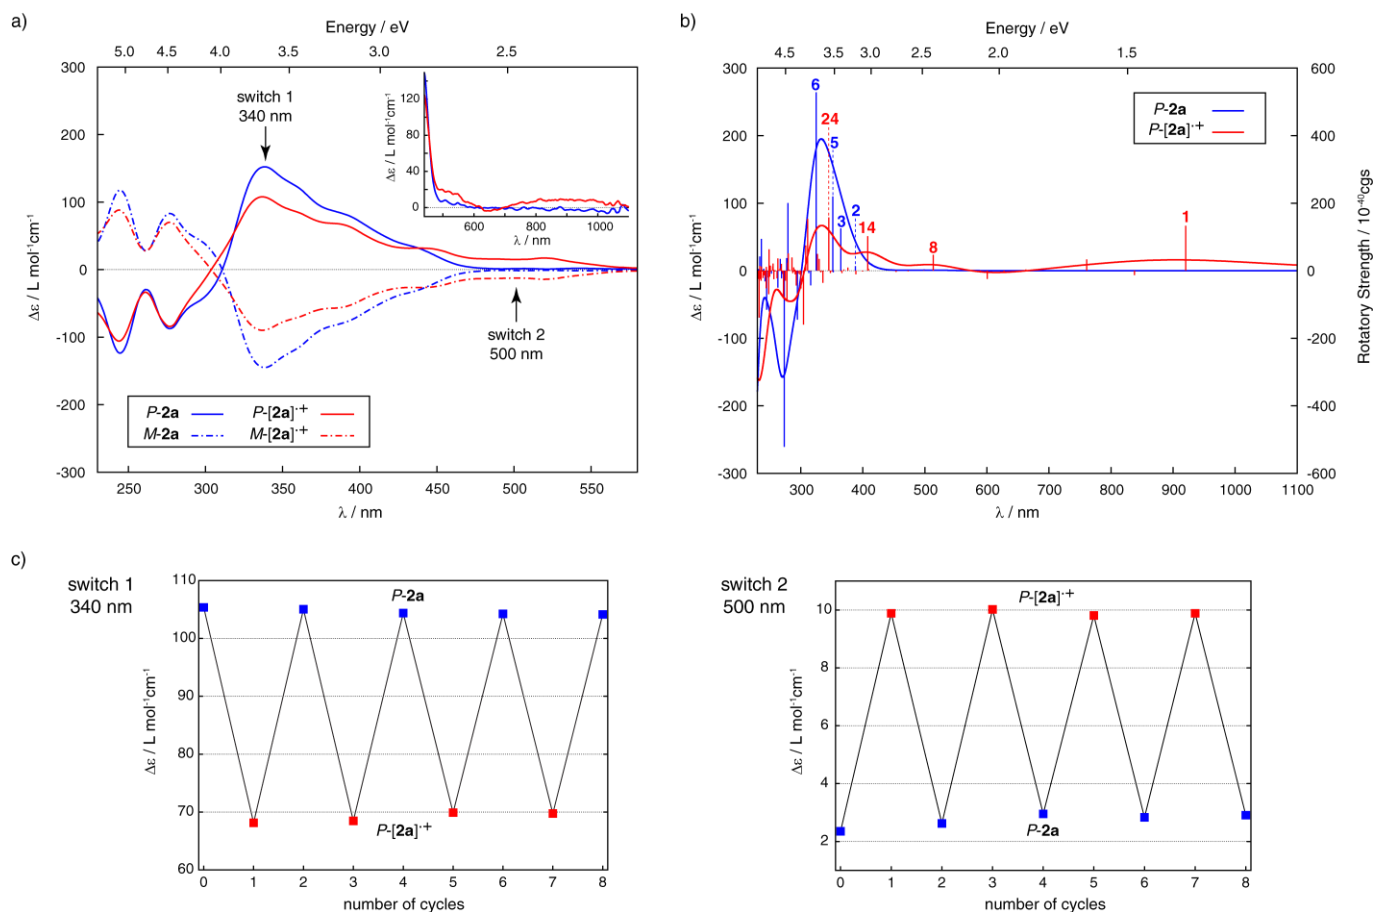 a)
Energy / eV
5.0 4.5 4.0 3.5 3.0 2.5
300
200
100
0
-100
-200
-300
Δε / L mol⁻¹cm⁻¹
switch 1
340 nm
switch 2
500 nm
140
120
80
40
0
Δε / L mol⁻¹cm⁻¹
600 800 1000
λ / nm
P-2a P-[2a]·+
M-2a M-[2a]·+
250 300 350 400 450 500 550
λ / nm
b)
Energy / eV
4.5 3.5 3.0 2.5 2.0 1.5
300
200
100
0
-100
-200
-300
Δε / L mol⁻¹cm⁻¹
6
24
5
2
3
14
8
1
P-2a
P-[2a]·+
600
400
200
0
-200
-400
-600
Rotatory Strength / 10⁻⁴⁰cgs
300 400 500 600 700 800 900 1000 1100
λ / nm
c)
switch 1
340 nm
110
100
90
80
70
60
Δε / L mol⁻¹cm⁻¹
P-2a
P-[2a]·+
0 1 2 3 4 5 6 7 8
number of cycles
switch 2
500 nm
10
8
6
4
2
Δε / L mol⁻¹cm⁻¹
P-[2a]·+
P-2a
0 1 2 3 4 5 6 7 8
number of cycles